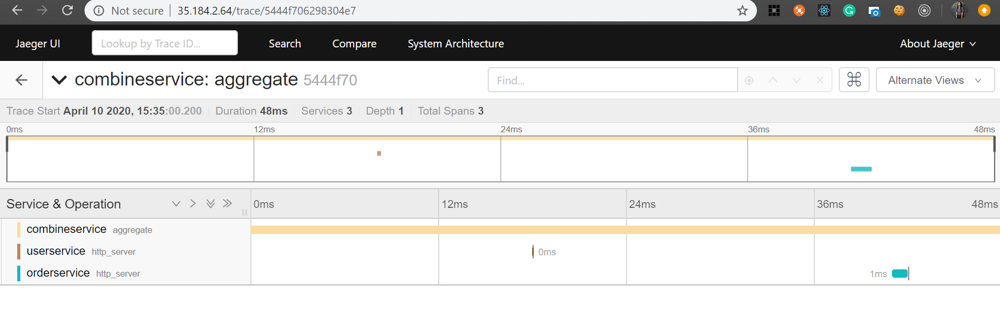 Not secure 35.184.2.64/trace/5444f706298304e7
Jaeger UI Lookup by Trace ID... Search Compare System Architecture About Jaeger
combineservice: aggregate 5444f70 Find... ⌘ Alternate Views
Trace Start April 10 2020, 15:35:00.200 Duration 48ms Services 3 Depth 1 Total Spans 3
0ms 12ms 24ms 36ms 48ms
Service & Operation 0ms 12ms 24ms 36ms 48ms
combineservice aggregate
userservice http_server 0ms
orderservice http_server 1ms